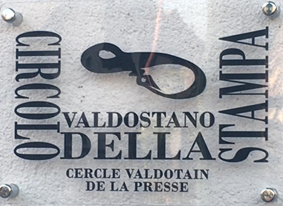 CIRCOLO
VALDOSTANO
DELLA
STAMPA
CERCLE VALDOTAIN
DE LA PRESSE